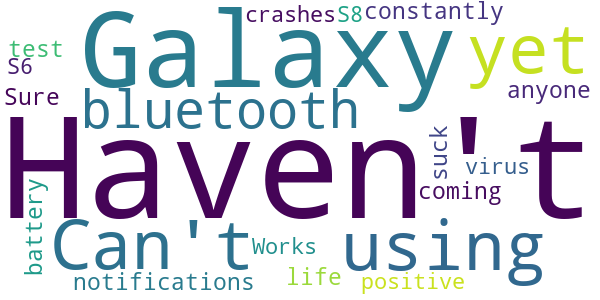 crashes S8 constantly
test Galaxy yet
S6
Sure bluetooth anyone
Haven't
suck virus
coming
battery Can't Works using
notifications life positive